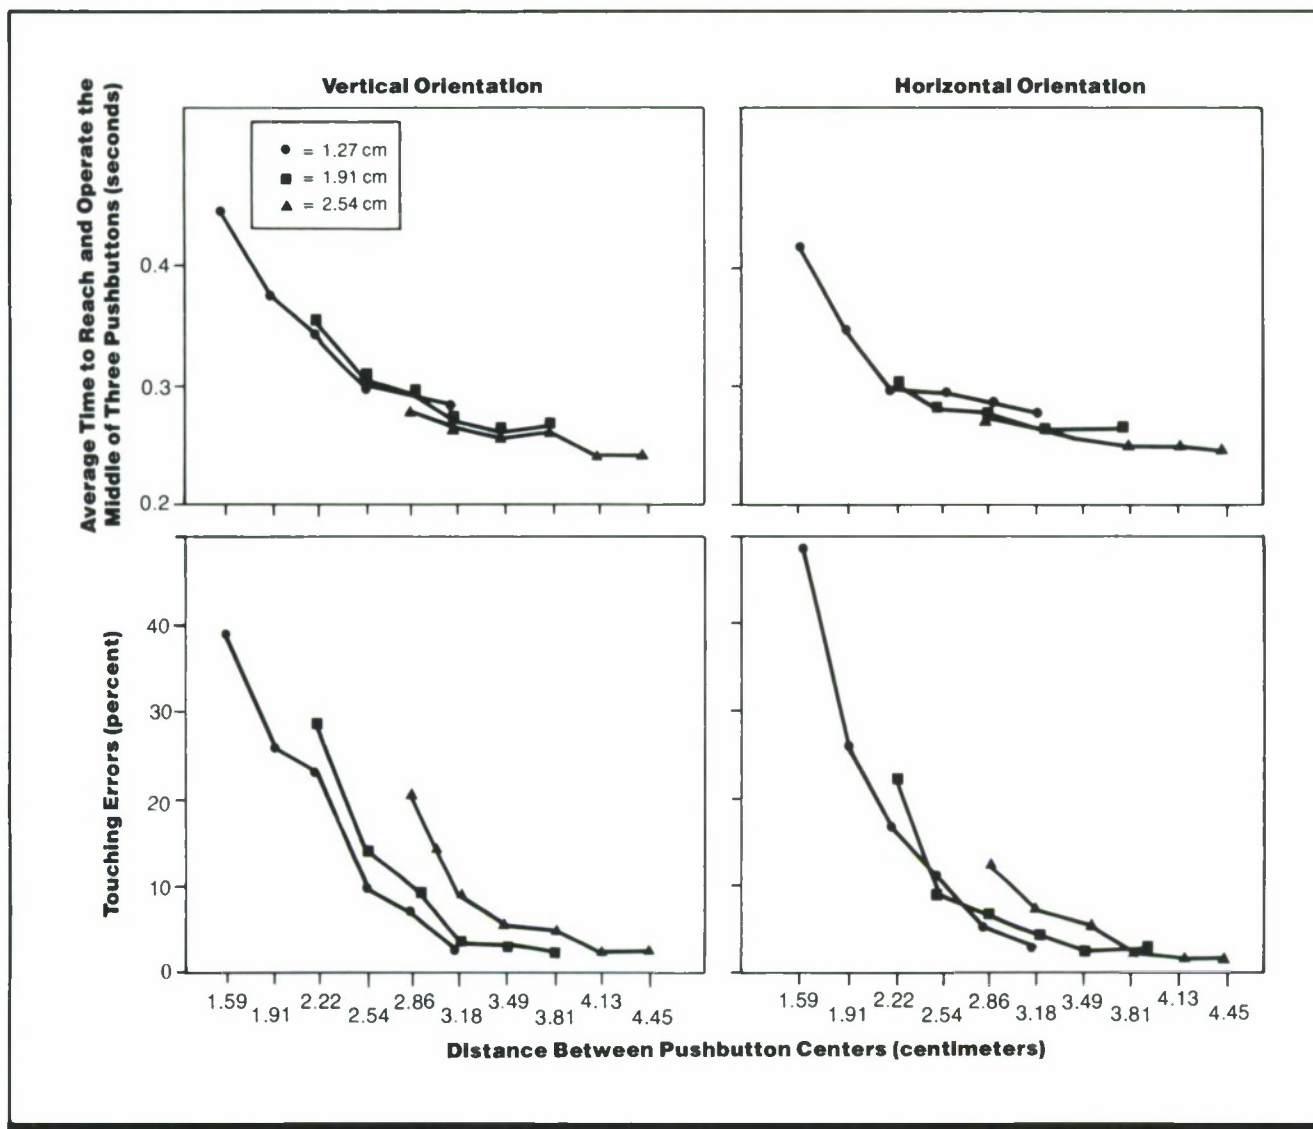 Vertical Orientation
Horizontal Orientation
Average Time to Reach and Operate the
Middle of Three Pushbuttons (seconds)
● = 1.27 cm
■ = 1.91 cm
▲ = 2.54 cm
0.4
0.3
0.2
Touching Errors (percent)
40
30
20
10
0
1.59 1.91 2.22 2.54 2.86 3.18 3.49 3.81 4.13 4.45
1.59 1.91 2.22 2.54 2.86 3.18 3.49 3.81 4.13 4.45
Distance Between Pushbutton Centers (centimeters)